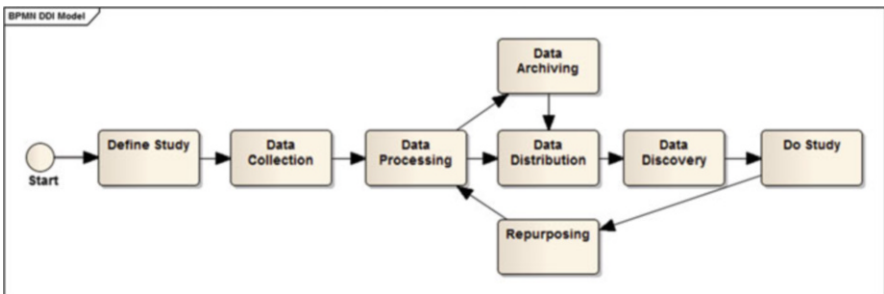 BPMN DDI Model
Data
Archiving
Define Study
Data
Collection
Data
Processing
Data
Distribution
Data
Discovery
Do Study
Start
Repurposing